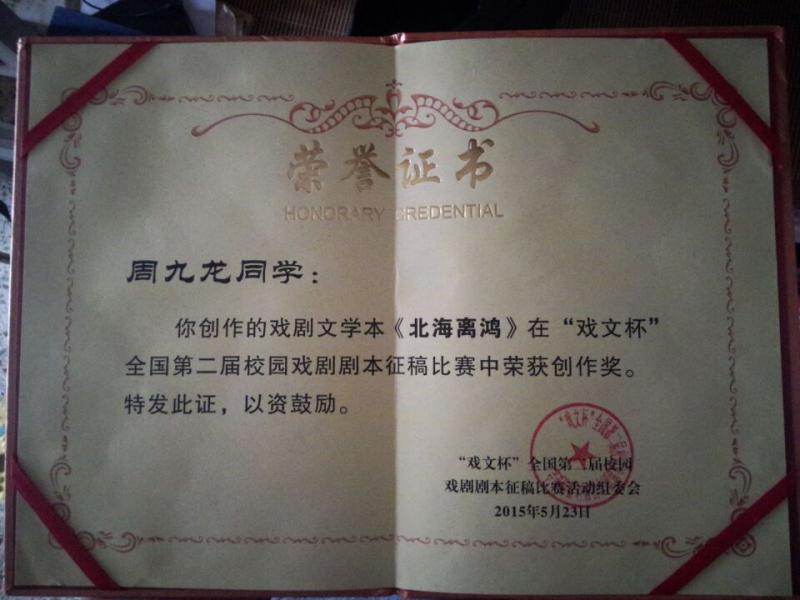 荣誉证书
HONORARY CREDENTIAL
周九龙同学：
你创作的戏剧文学本《北海离鸿》在“戏文杯”
全国第二届校园戏剧剧本征稿比赛中荣获创作奖。
特发此证，以资鼓励。
“戏文杯”全国第二届校园
戏剧剧本征稿比赛活动组委会
2015年5月23日